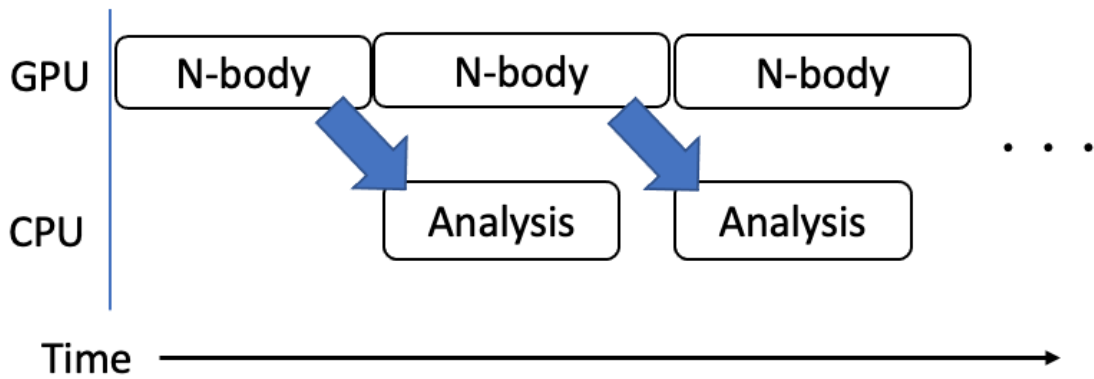 GPU N-body N-body N-body
. . .
CPU Analysis Analysis
Time